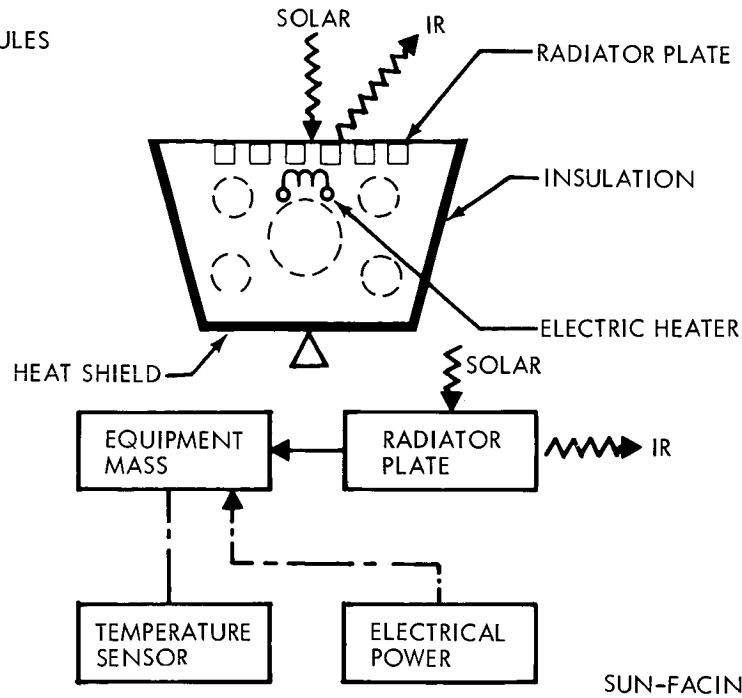 ULES
SOLAR
IR
RADIATOR PLATE
INSULATION
ELECTRIC HEATER
HEAT SHIELD
SOLAR
EQUIPMENT
MASS
RADIATOR
PLATE
IR
TEMPERATURE
SENSOR
ELECTRICAL
POWER
SUN-FACIN